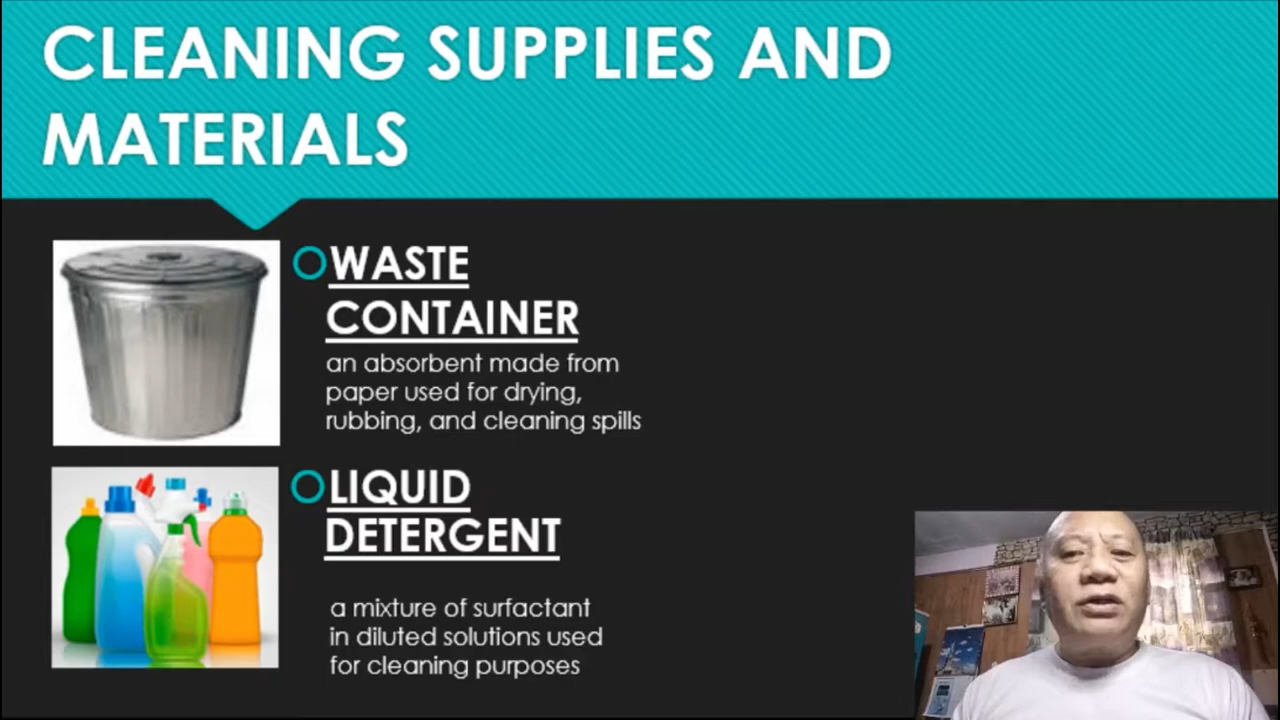 CLEANING SUPPLIES AND
MATERIALS
WASTE
CONTAINER
an absorbent made from
paper used for drying,
rubbing, and cleaning spills
LIQUID
DETERGENT
a mixture of surfactant
in diluted solutions used
for cleaning purposes